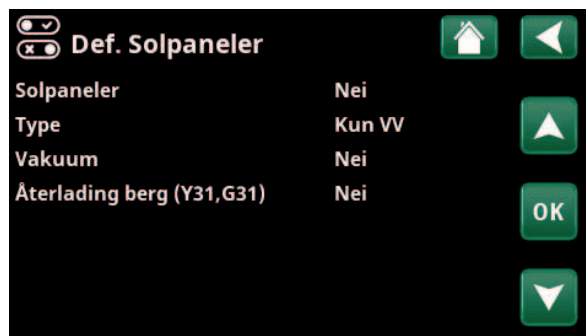 Def. Solpaneler
Solpaneler Nei
Type Kun VV
Vakuum Nei
Återlading berg (Y31,G31) Nei
OK